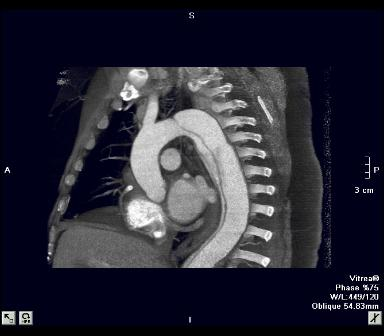 S
A
P
3 cm
Vitrea®
Phase %75
W/L:449/120
Oblique 54.83mm
I